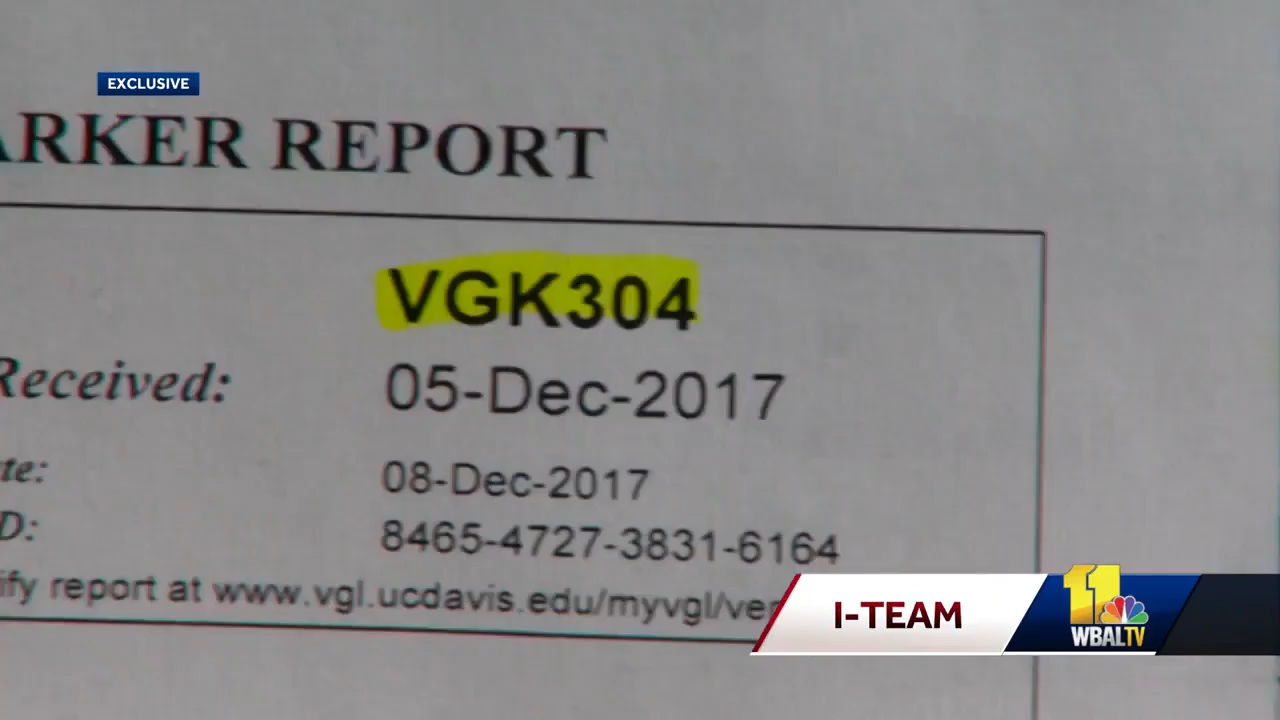 EXCLUSIVE
ARKER REPORT
VGK304
Received: 05-Dec-2017
te: 08-Dec-2017
D: 8465-4727-3831-6164
ify report at www.vgl.ucdavis.edu/myvgl/ver
I-TEAM
11
WBALTV